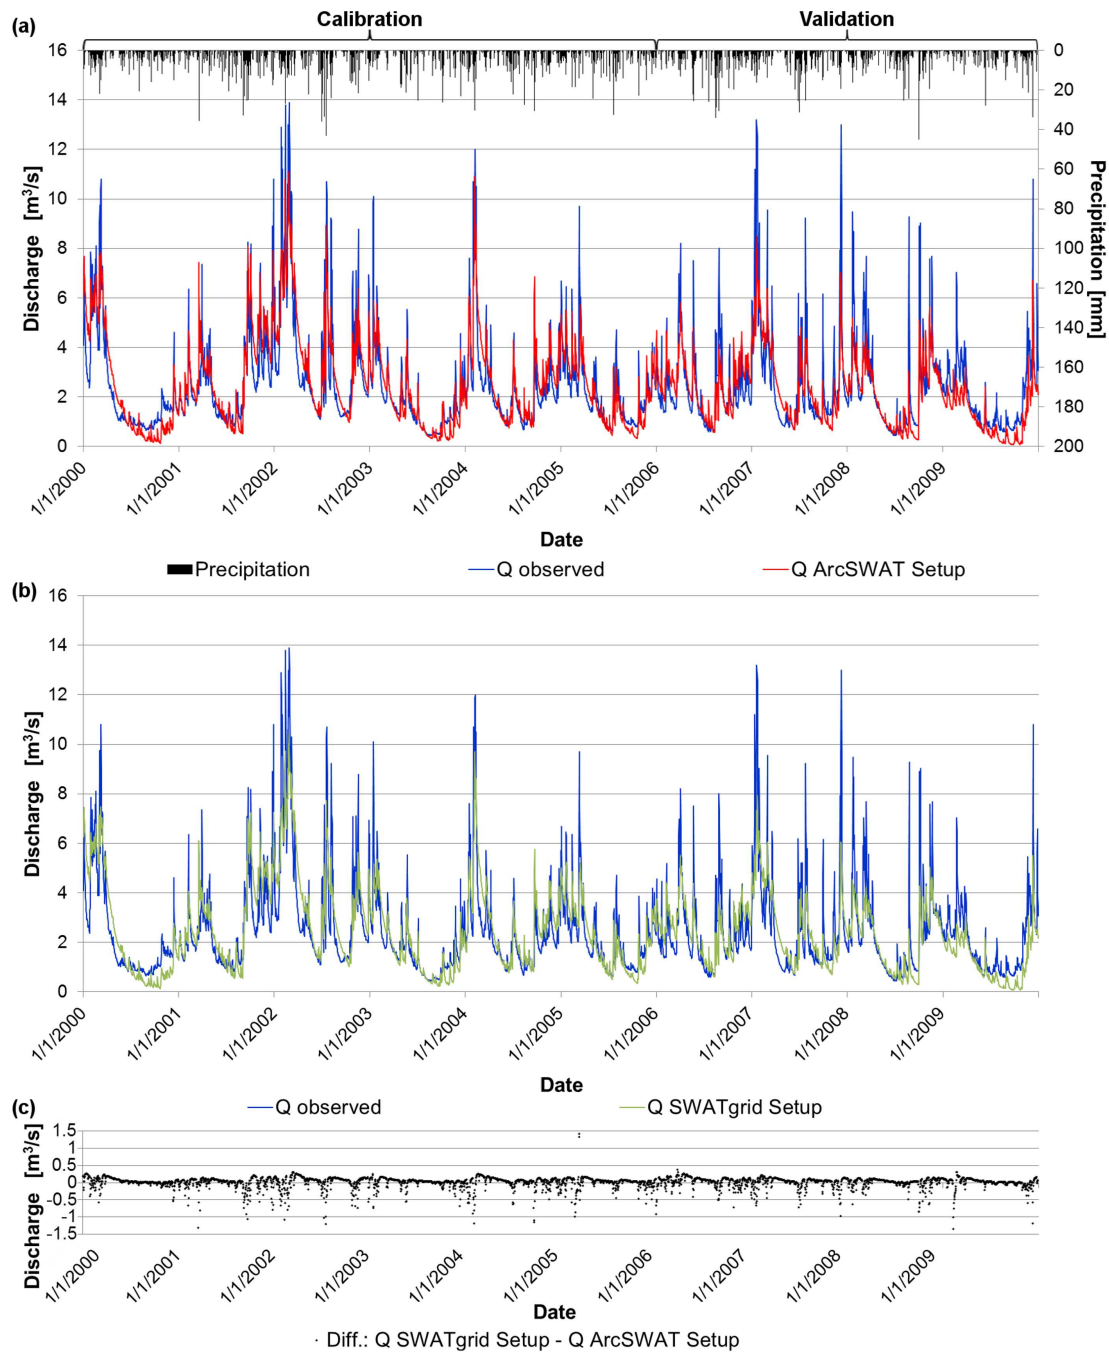 (a) Calibration Validation
16 14 12 10 8 6 4 2 0
Discharge [m³/s]
0 20 40 60 80 100 120 140 160 180 200
Precipitation [mm]
1/1/2000 1/1/2001 1/1/2002 1/1/2003 1/1/2004 1/1/2005 1/1/2006 1/1/2007 1/1/2008 1/1/2009
Date
Precipitation Q observed Q ArcSWAT Setup
(b)
16 14 12 10 8 6 4 2 0
Discharge [m³/s]
1/1/2000 1/1/2001 1/1/2002 1/1/2003 1/1/2004 1/1/2005 1/1/2006 1/1/2007 1/1/2008 1/1/2009
Date
Q observed Q SWATgrid Setup
(c)
1.5 1 0.5 0 -0.5 -1 -1.5
Discharge [m³/s]
1/1/2000 1/1/2001 1/1/2002 1/1/2003 1/1/2004 1/1/2005 1/1/2006 1/1/2007 1/1/2008 1/1/2009
Date
· Diff.: Q SWATgrid Setup - Q ArcSWAT Setup